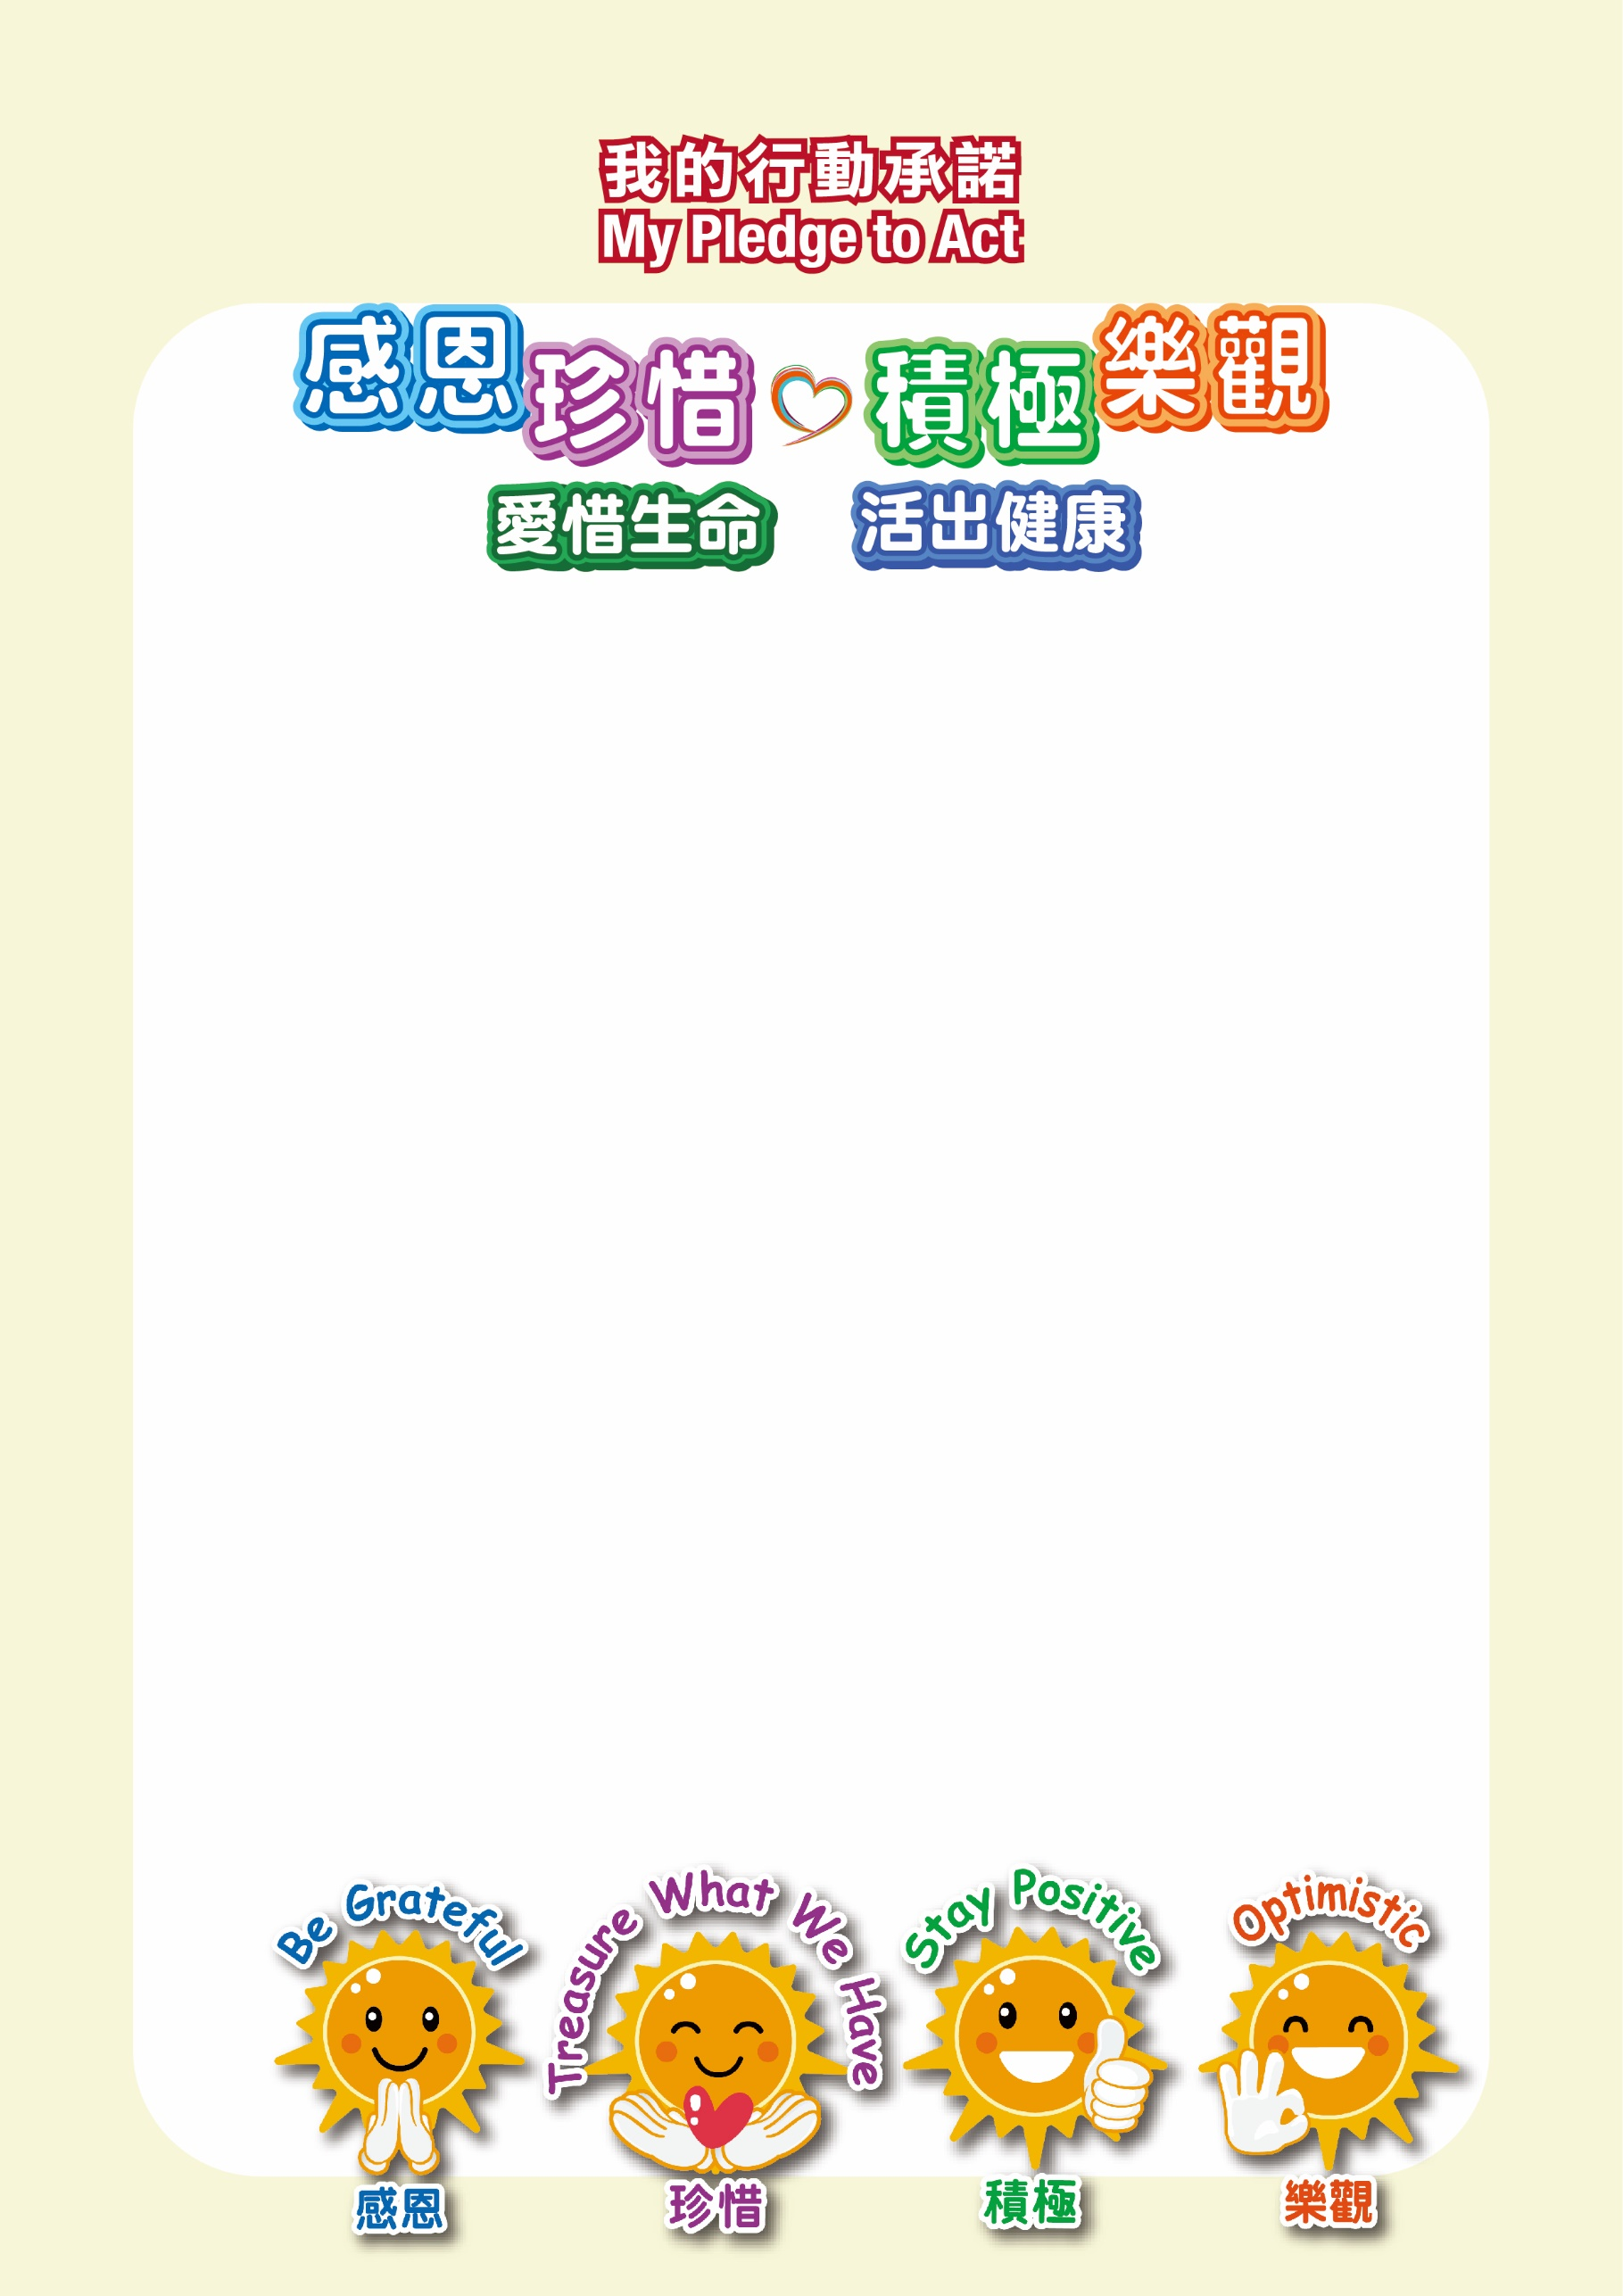 我的行動承諾
My Pledge to Act
感恩珍惜 積極樂觀
愛惜生命 活出健康
Be Grateful
感恩
Treasure What We Have
珍惜
Stay Positive
積極
Optimistic
樂觀